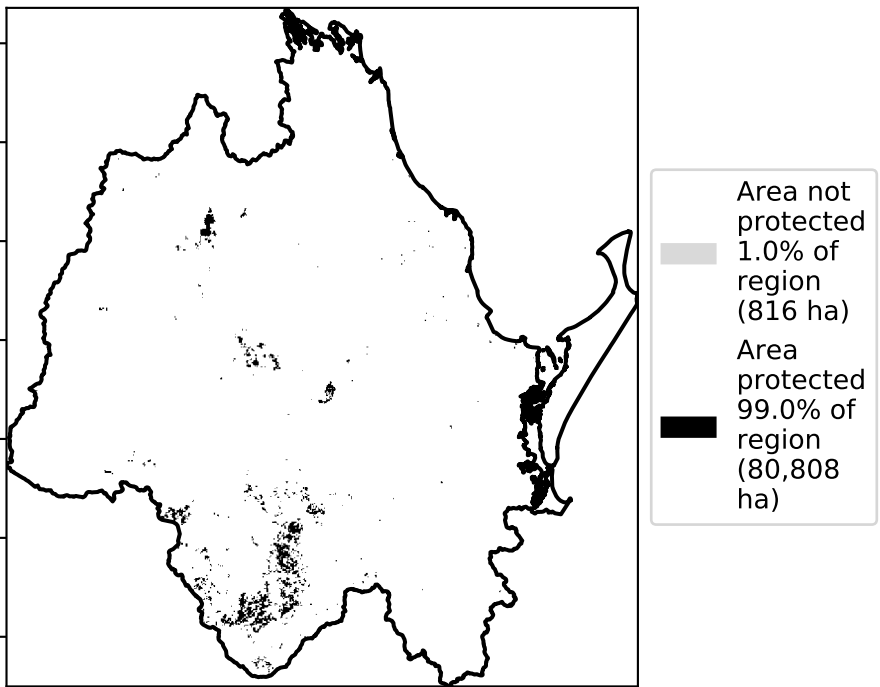 Area not
protected
1.0% of
region
(816 ha)
Area
protected
99.0% of
region
(80,808
ha)